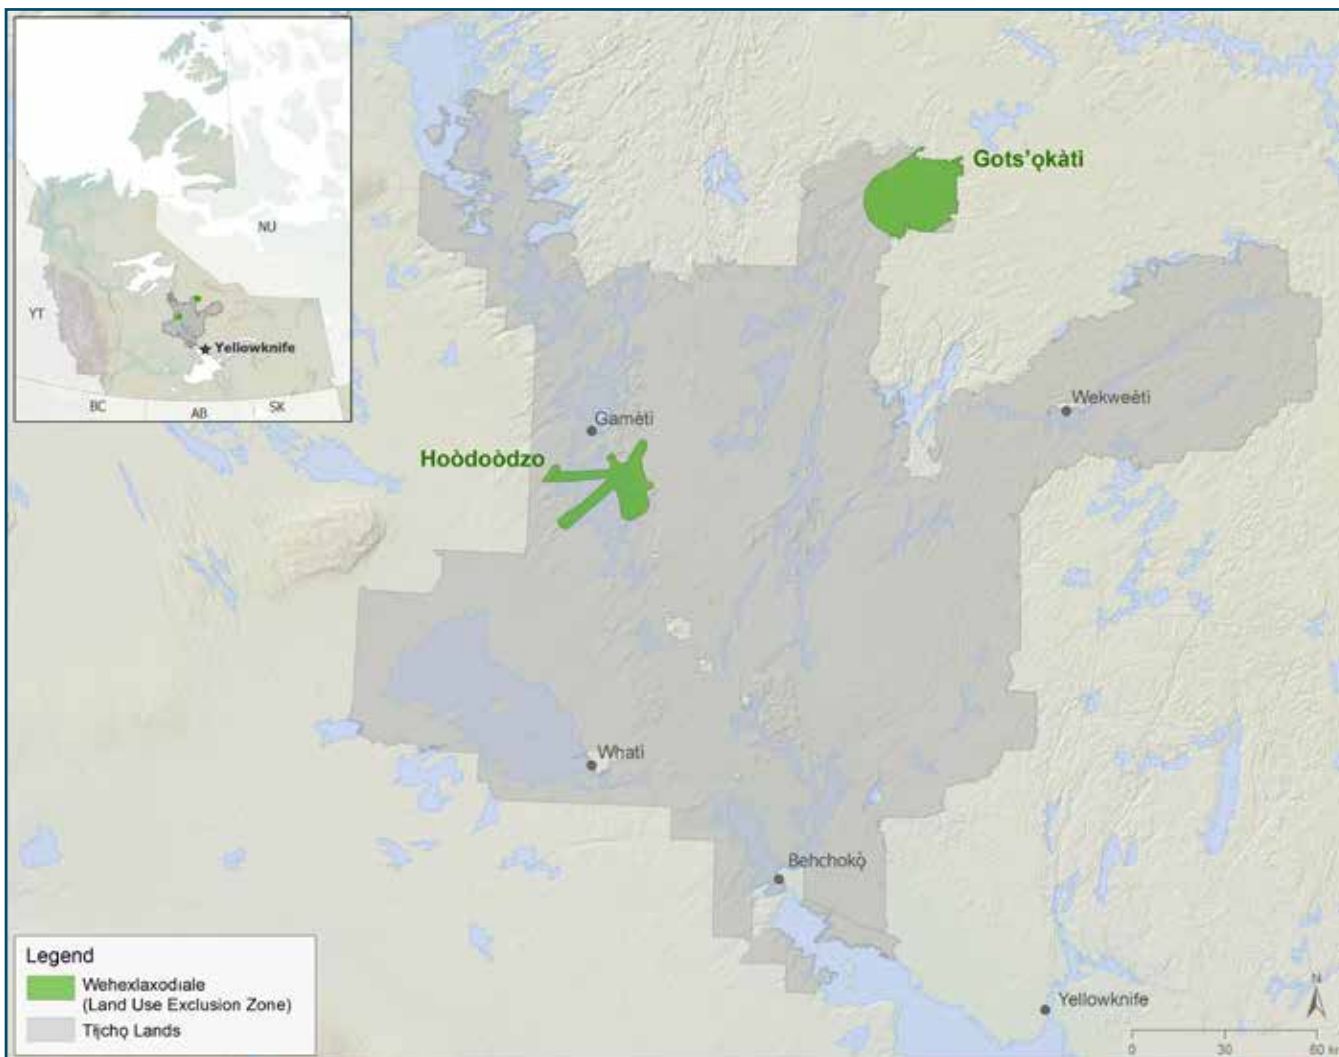 NU
YT
Yellowknife
BC
AB
SK
Gots’ǫkàtì
Wekweètì
Gamètì
Hoòdoòdzo
Whatì
Behchokǫ̀
Yellowknife
Legend
Wehexlaxodıale
(Land Use Exclusion Zone)
Tłı̨chǫ Lands
N
0 30 60